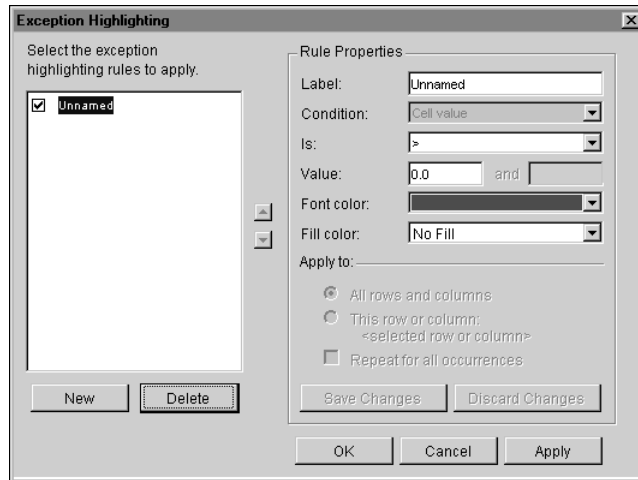 Exception Highlighting
Select the exception
highlighting rules to apply.
Unnamed
New
Delete
Rule Properties
Label: Unnamed
Condition: Cell value
Is: >
Value: 0.0 and
Font color:
Fill color: No Fill
Apply to:
All rows and columns
This row or column:
<selected row or column>
Repeat for all occurrences
Save Changes
Discard Changes
OK
Cancel
Apply